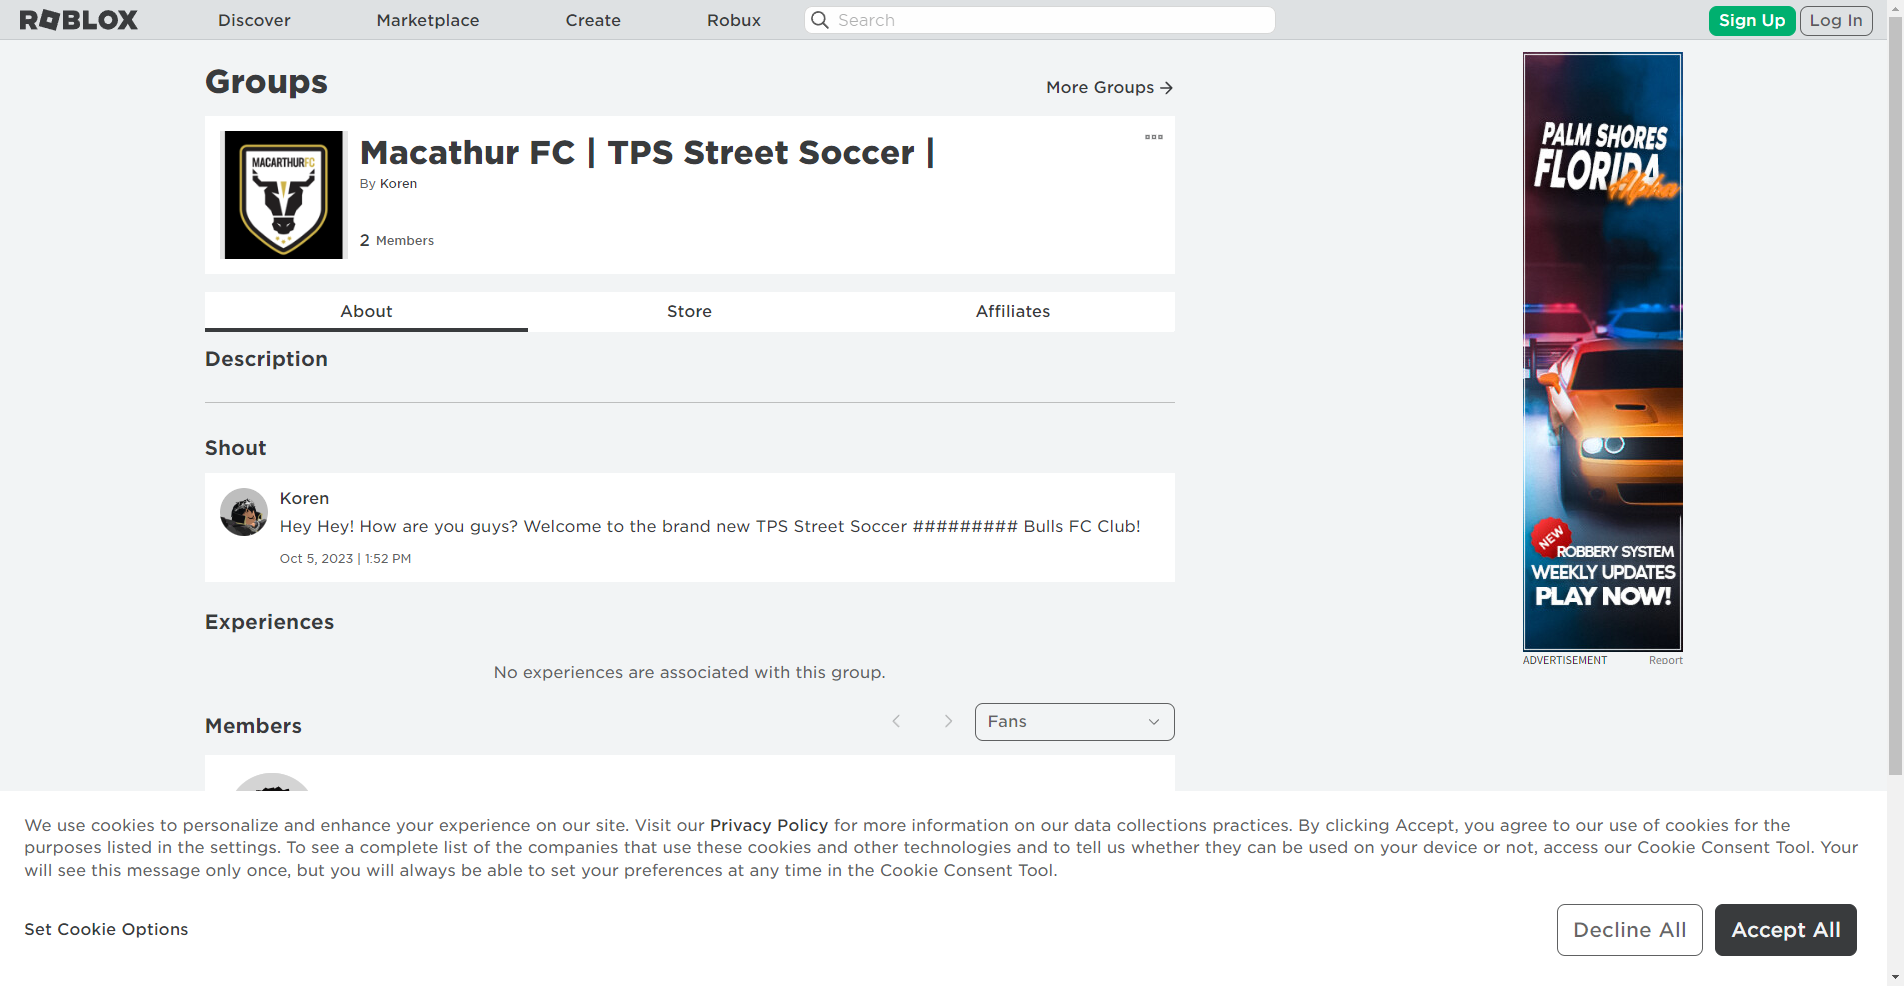 ROBLOX
Discover
Marketplace
Create
Robux
Search
Sign Up
Log In
Groups
More Groups
MACARTHURFC
Macathur FC | TPS Street Soccer |
By Koren
2 Members
About
Store
Affiliates
Description
Shout
Koren
Hey Hey! How are you guys? Welcome to the brand new TPS Street Soccer ######### Bulls FC Club!
Oct 5, 2023 | 1:52 PM
Experiences
No experiences are associated with this group.
Members
Fans
PALM SHORES
FLORIDA
Alpha
NEW
ROBBERY SYSTEM
WEEKLY UPDATES
PLAY NOW!
ADVERTISEMENT
Report
We use cookies to personalize and enhance your experience on our site. Visit our Privacy Policy for more information on our data collections practices. By clicking Accept, you agree to our use of cookies for the
purposes listed in the settings. To see a complete list of the companies that use these cookies and other technologies and to tell us whether they can be used on your device or not, access our Cookie Consent Tool. Your
will see this message only once, but you will always be able to set your preferences at any time in the Cookie Consent Tool.
Set Cookie Options
Decline All
Accept All